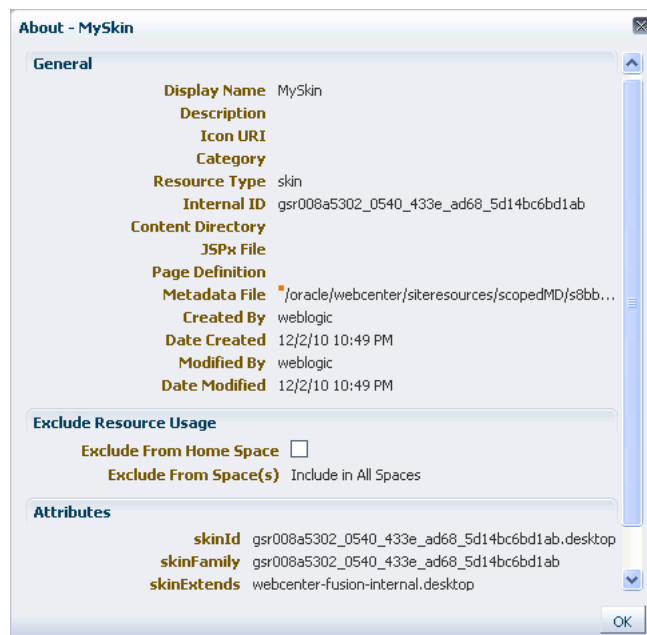 About - MySkin
General
Display Name MySkin
Description
Icon URI
Category
Resource Type skin
Internal ID gsr008a5302_0540_433e_ad68_5d14bc6bd1ab
Content Directory
JSPx File
Page Definition
Metadata File /oracle/webcenter/siteresources/scopedMD/s8bb...
Created By weblogic
Date Created 12/2/10 10:49 PM
Modified By weblogic
Date Modified 12/2/10 10:49 PM
Exclude Resource Usage
Exclude From Home Space
Exclude From Space(s) Include in All Spaces
Attributes
skinId gsr008a5302_0540_433e_ad68_5d14bc6bd1ab.desktop
skinFamily gsr008a5302_0540_433e_ad68_5d14bc6bd1ab
skinExtends webcenter-fusion-internal.desktop
OK